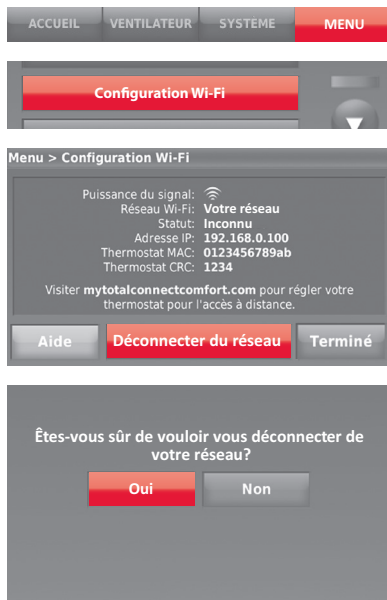 ACCUEIL VENTILATEUR SYSTEME MENU
Configuration Wi-Fi
Menu > Configuration Wi-Fi
Puissance du signal:
Réseau Wi-Fi: Votre réseau
Statut: Inconnu
Adresse IP: 192.168.0.100
Thermostat MAC: 0123456789ab
Thermostat CRC: 1234
Visiter mytotalconnectcomfort.com pour régler votre
thermostat pour l'accès à distance.
Aide Déconnecter du réseau Terminé
Êtes-vous sûr de vouloir vous déconnecter de
votre réseau?
Oui Non